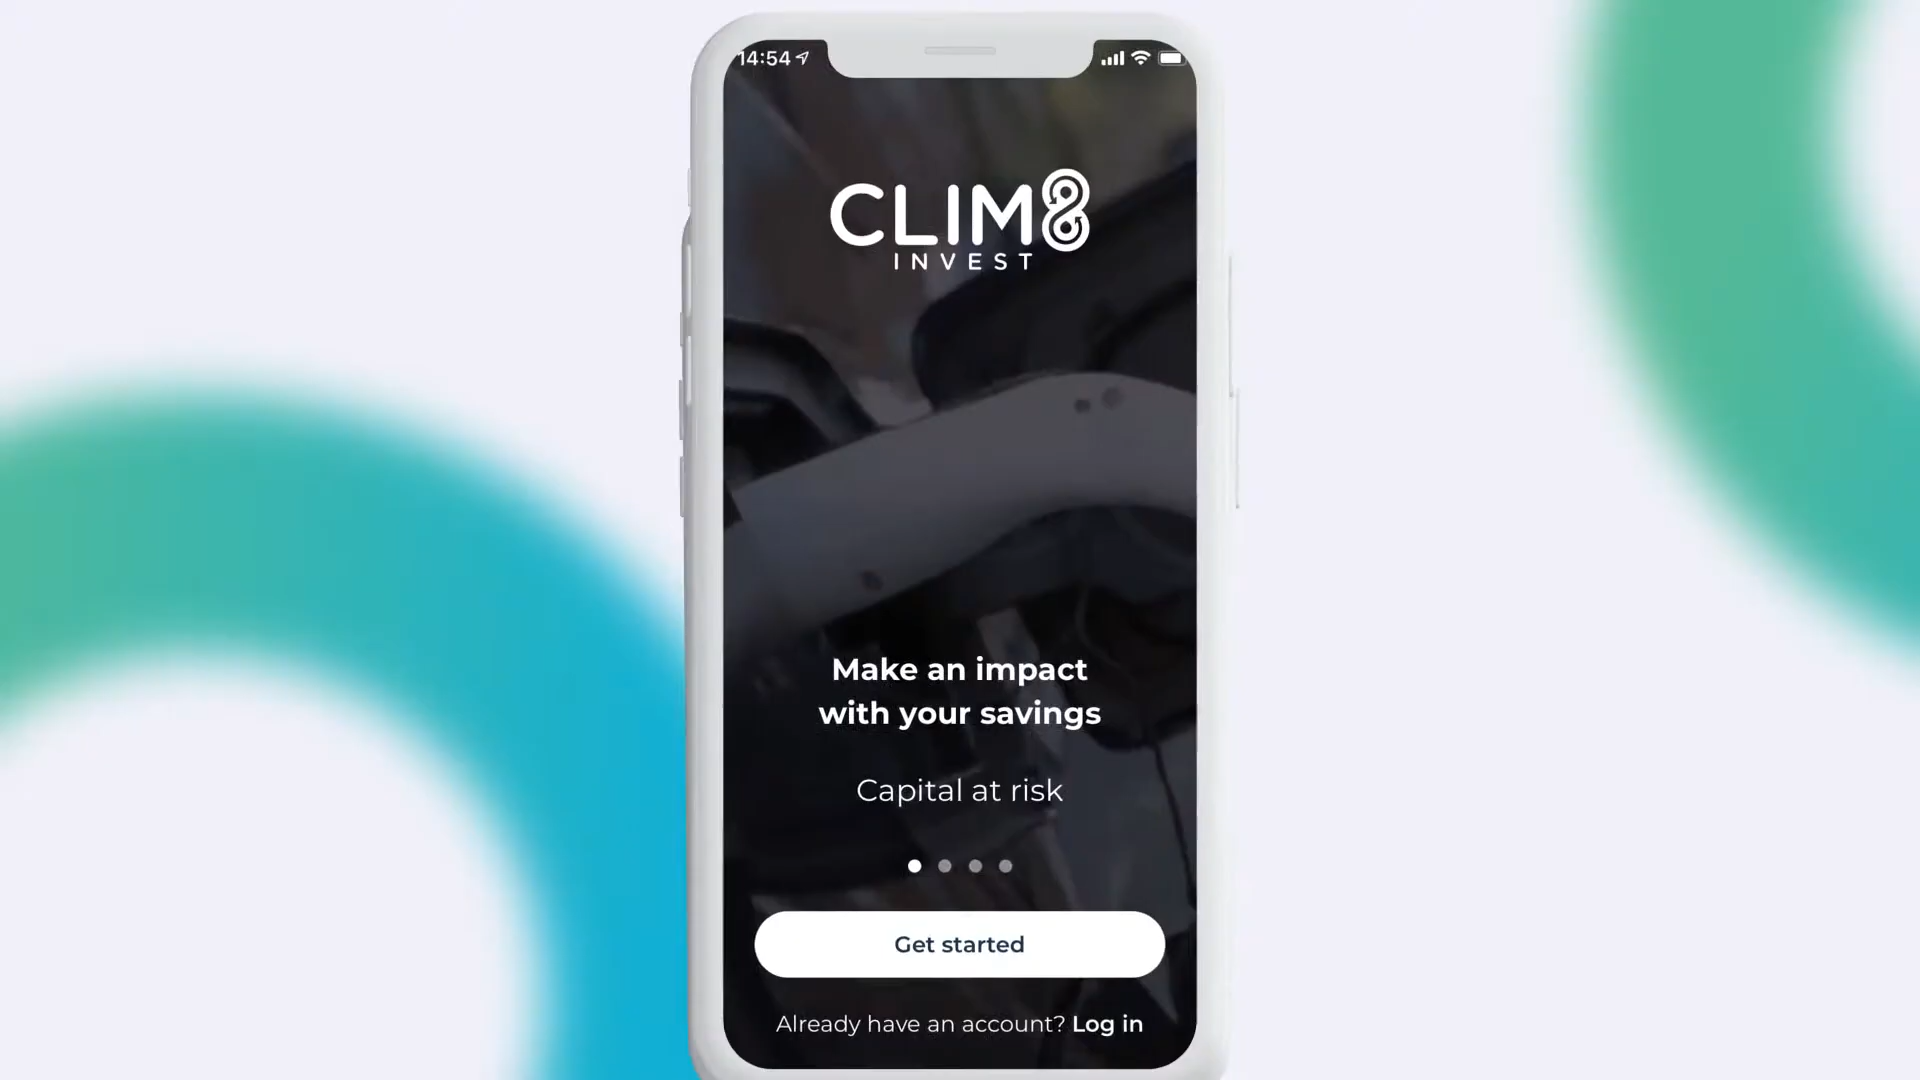 14:54
CLIM8
INVEST
Make an impact
with your savings
Capital at risk
Get started
Already have an account? Log in